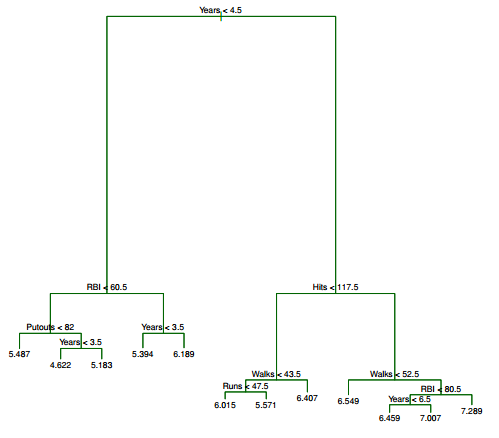 Years < 4.5
RBI < 60.5
Hits < 117.5
Putouts < 82
Years < 3.5
Years < 3.5
5.487
4.622
5.183
5.394
6.189
Walks < 43.5
Walks < 52.5
Runs < 47.5
RBI < 80.5
6.407
6.549
Years < 6.5
6.015
5.571
7.289
6.459
7.007